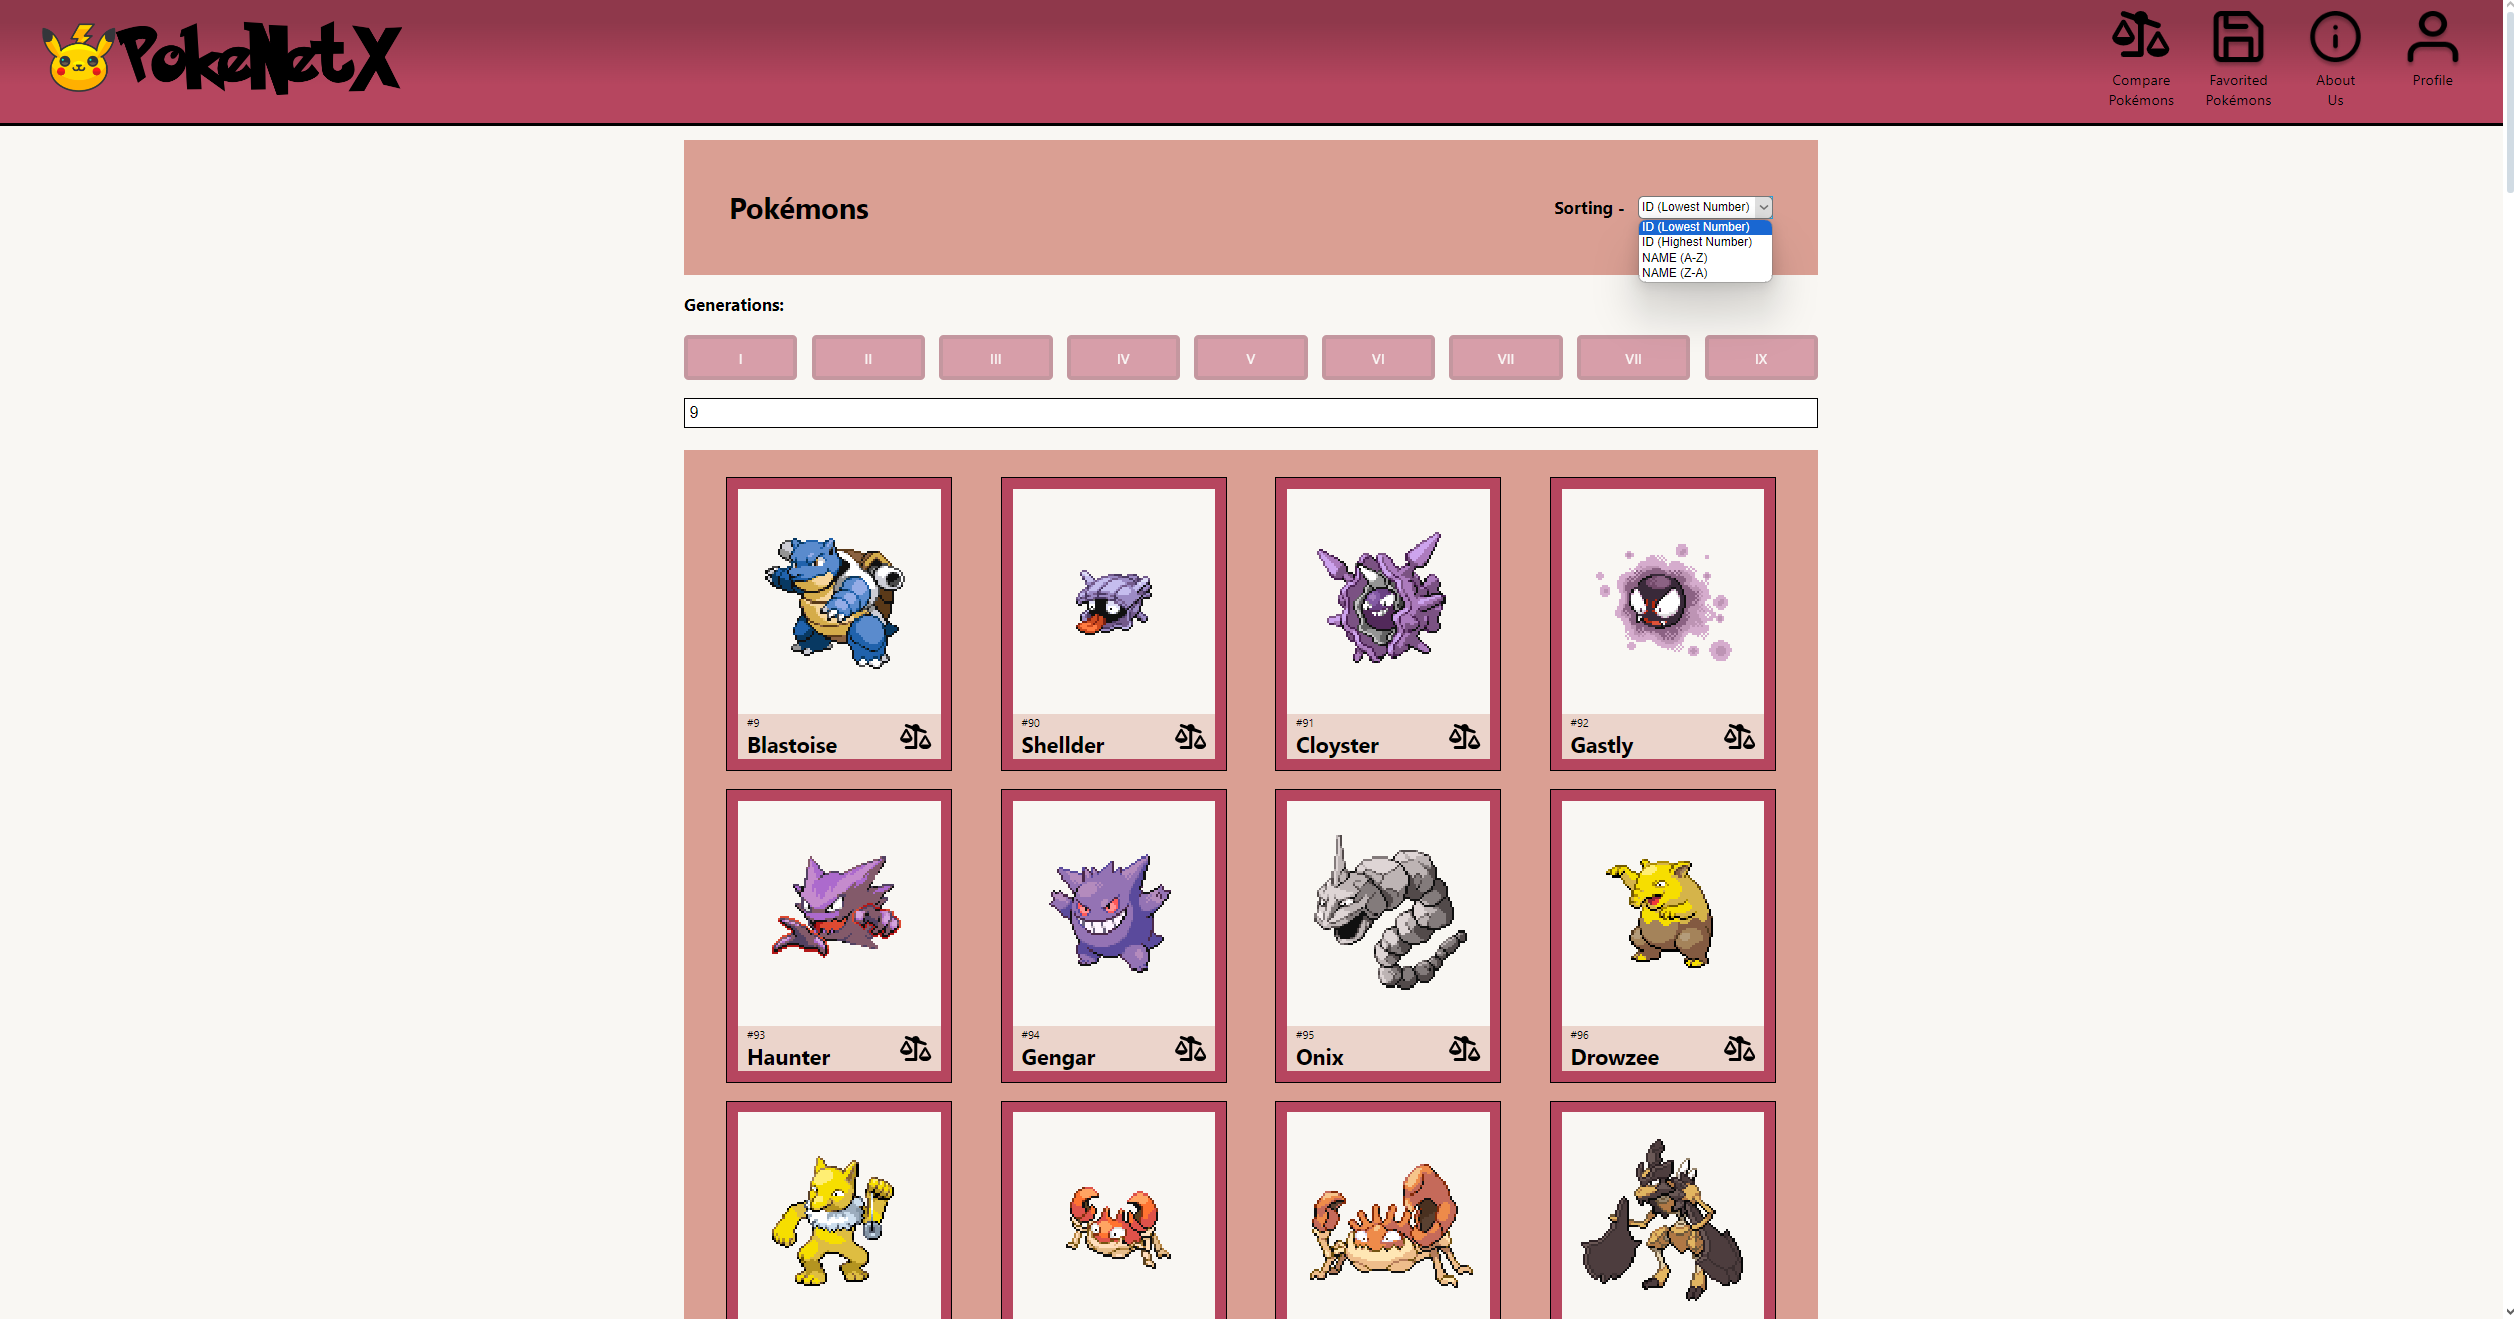 PokeNetX
Compare
Pokémons
Favorited
Pokémons
About
Us
Profile
Pokémons
Sorting -
ID (Lowest Number)
ID (Lowest Number)
ID (Highest Number)
NAME (A-Z)
NAME (Z-A)
Generations:
I II III IV V VI VII VII IX
9
#9 #90 #91 #92
Blastoise Shellder Cloyster Gastly
#93 #94 #95 #96
Haunter Gengar Onix Drowzee